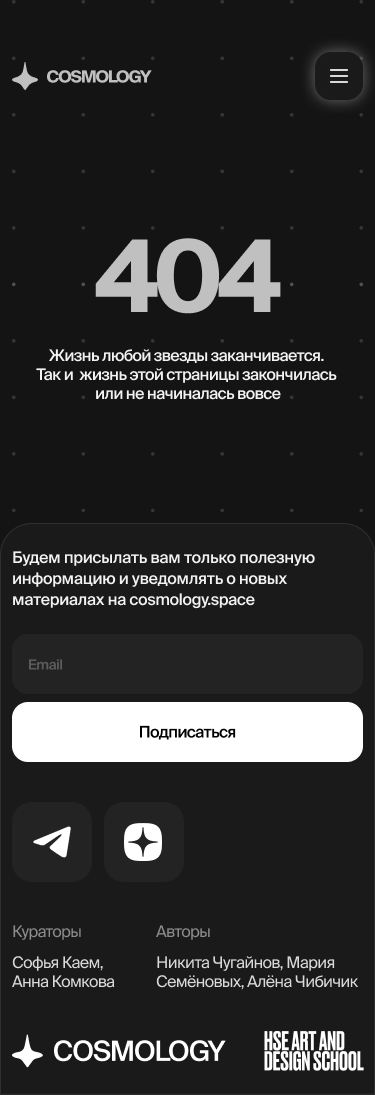 COSMOLOGY
404
Жизнь любой звезды заканчивается.
Так и жизнь этой страницы закончилась
или не начиналась вовсе
Будем присылать вам только полезную
информацию и уведомлять о новых
материалах на cosmology.space
Email
Подписаться
Кураторы
Софья Каем,
Анна Комкова
Авторы
Никита Чугайнов, Мария
Семёновых, Алёна Чибичик
COSMOLOGY
HSE ART AND
DESIGN SCHOOL